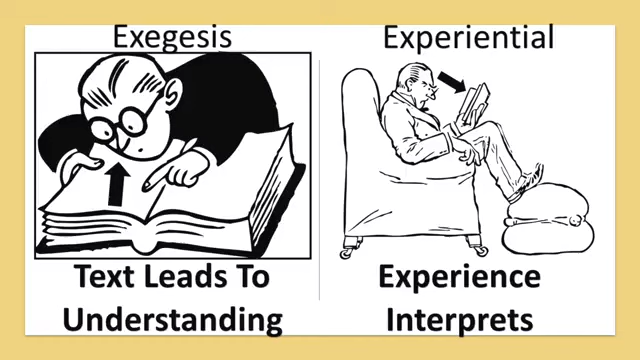 Exegesis
Text Leads To
Understanding
Experiential
Experience
Interprets